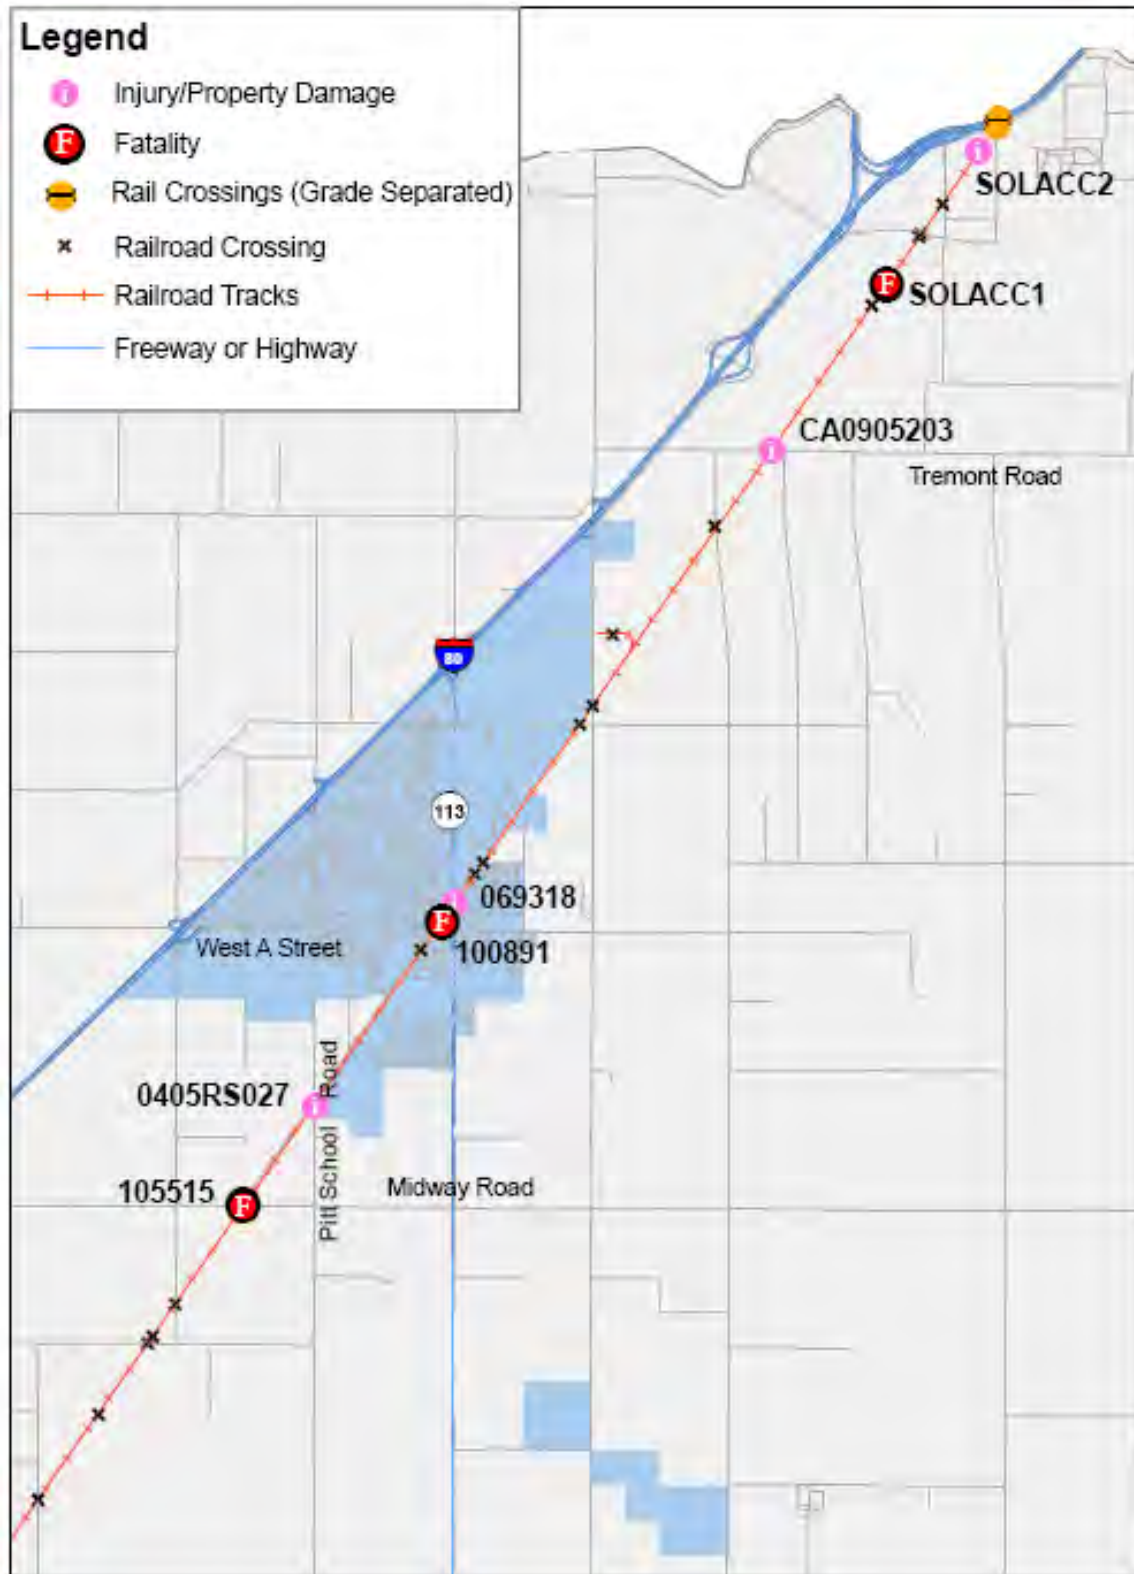 Legend
i Injury/Property Damage
F Fatality
Rail Crossings (Grade Separated)
Railroad Crossing
Railroad Tracks
Freeway or Highway
i
SOLACC2
F SOLACC1
CA0905203
i
Tremont Road
80
113
i 069318
F
West A Street
100891
Pitt School Road
0405RS027 i
105515 F
Midway Road